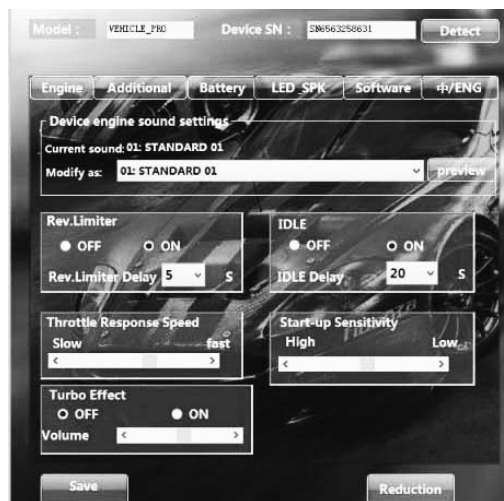 Model : VEHICLE_PRO Device SN : SN6563258631 Detect
Engine Additional Battery LED_SPK Software 中/ENG
Device engine sound settings
Current sound: 01: STANDARD 01
Modify as: 01: STANDARD 01 preview
Rev.Limiter IDLE
OFF ON OFF ON
Rev.Limiter Delay 5 S IDLE Delay 20 S
Throttle Response Speed Start-up Sensitivity
Slow fast High Low
Turbo Effect
OFF ON
Volume
Save Reduction